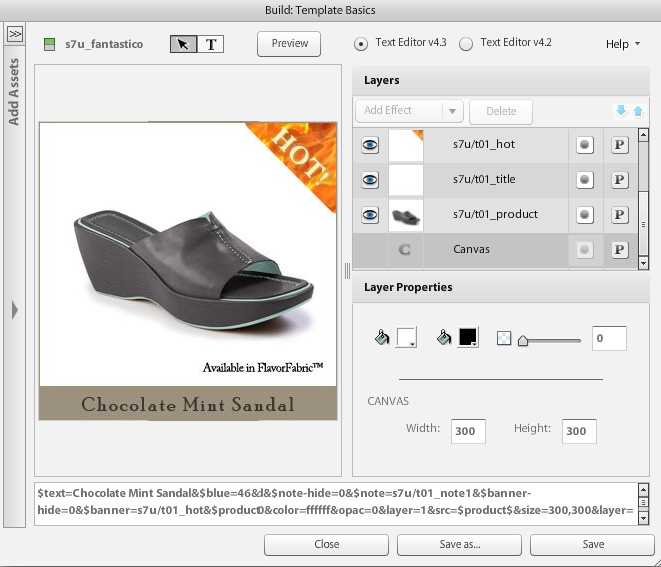 Build: Template Basics
>>
Add Assets
s7u_fantastico
T
Preview
Text Editor v4.3
Text Editor v4.2
Help
HOT!
Available in FlavorFabric™
Chocolate Mint Sandal
Layers
Add Effect
Delete
s7u/t01_hot
P
s7u/t01_title
P
s7u/t01_product
P
C
Canvas
P
Layer Properties
0
CANVAS
Width:
300
Height:
300
$text=Chocolate Mint Sandal&$blue=46&d&$note-hide=0&$note=s7u/t01_note1&$banner-
hide=0&$banner=s7u/t01_hot&$product0&color=ffffff&opac=0&layer=1&src=$product$&size=300,300&layer=
Close
Save as...
Save